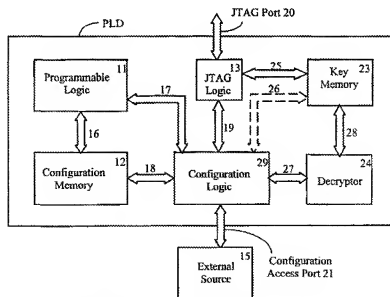 PLD
JTAG Port 20
11
Programmable
Logic
17
13
JTAG
Logic
25
26
23
Key
Memory
16
19
28
12
Configuration
Memory
18
29
Configuration
Logic
27
24
Decryptor
15
External
Source
Configuration
Access Port 21